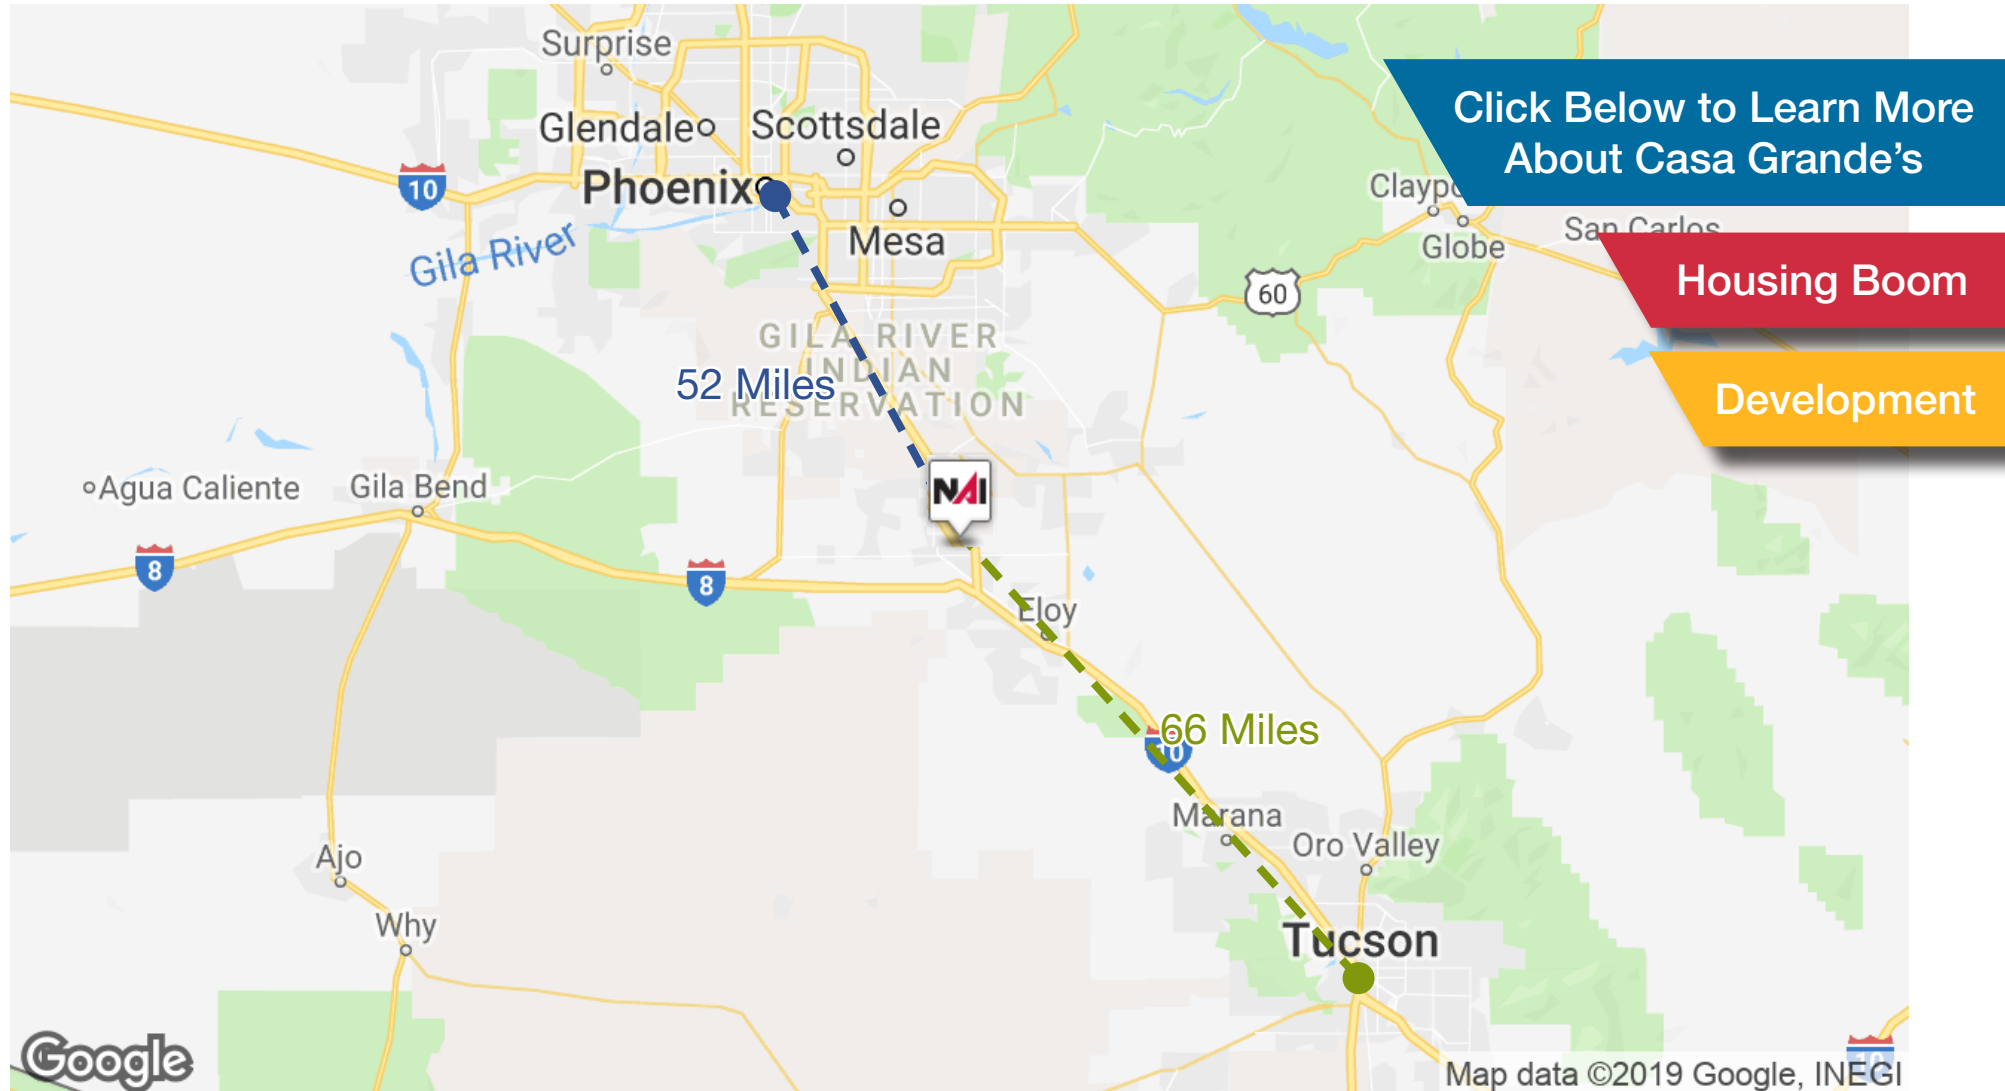 Surprise
Glendale
Scottsdale
Phoenix
Mesa
10
Gila River
Click Below to Learn More
About Casa Grande's
Globe
San Carlos
60
Housing Boom
GILA RIVER
INDIAN
RESERVATION
52 Miles
Development
Agua Caliente
Gila Bend
NAI
8
8
Eloy
66 Miles
10
Marana
Oro Valley
Ajo
Why
Tucson
Google
10
Map data ©2019 Google, INEGI